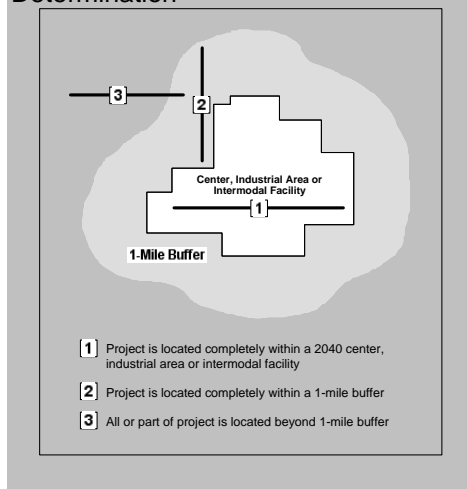 Determination
[3]
[2]
Center, Industrial Area or
Intermodal Facility
[1]
1-Mile Buffer
[1] Project is located completely within a 2040 center,
industrial area or intermodal facility
[2] Project is located completely within a 1-mile buffer
[3] All or part of project is located beyond 1-mile buffer